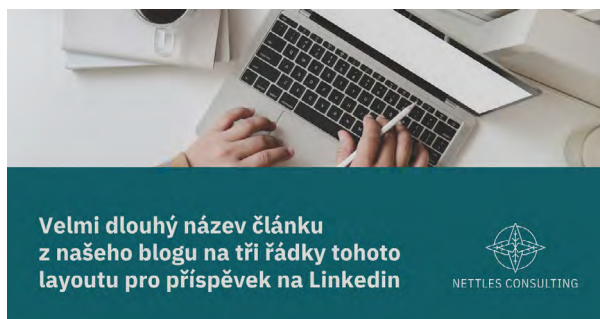 Velmi dlouhý název článku
z našeho blogu na tři řádky tohoto
layoutu pro příspěvek na Linkedin
NETTLES CONSULTING